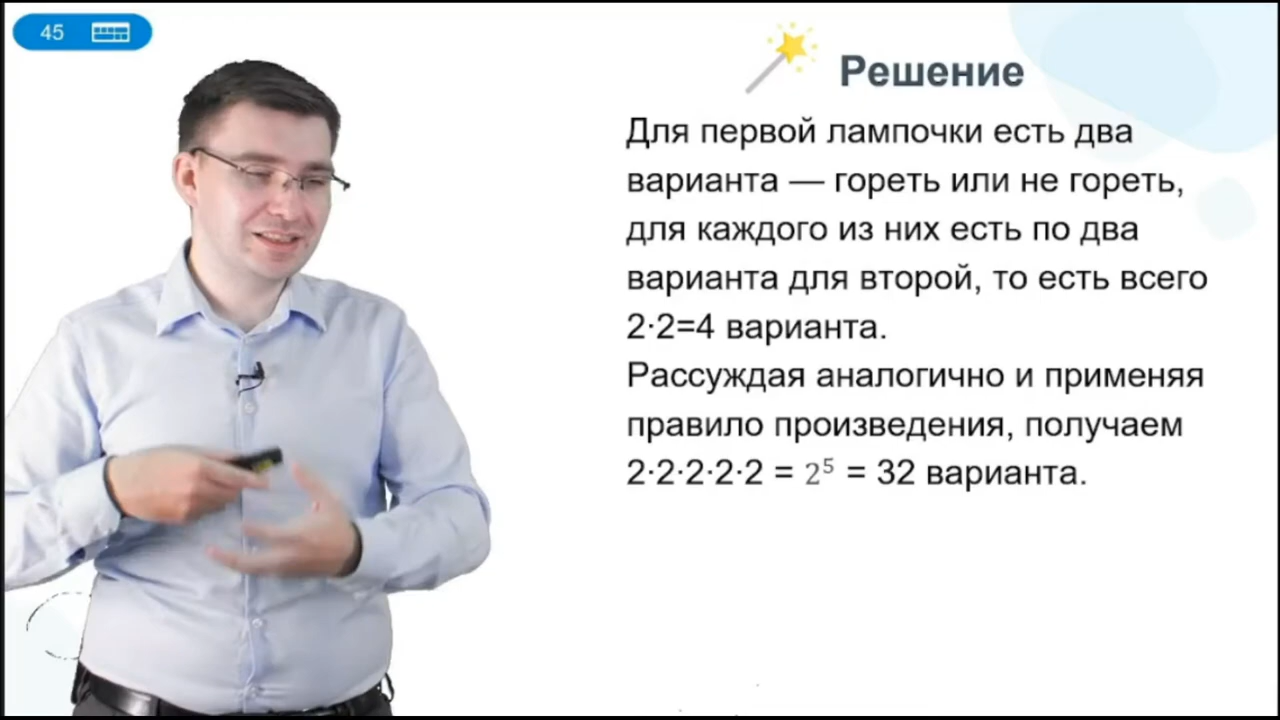 45
Решение
Для первой лампочки есть два
варианта — гореть или не гореть,
для каждого из них есть по два
варианта для второй, то есть всего
2·2=4 варианта.
Рассуждая аналогично и применяя
правило произведения, получаем
2·2·2·2·2 = 2⁵ = 32 варианта.